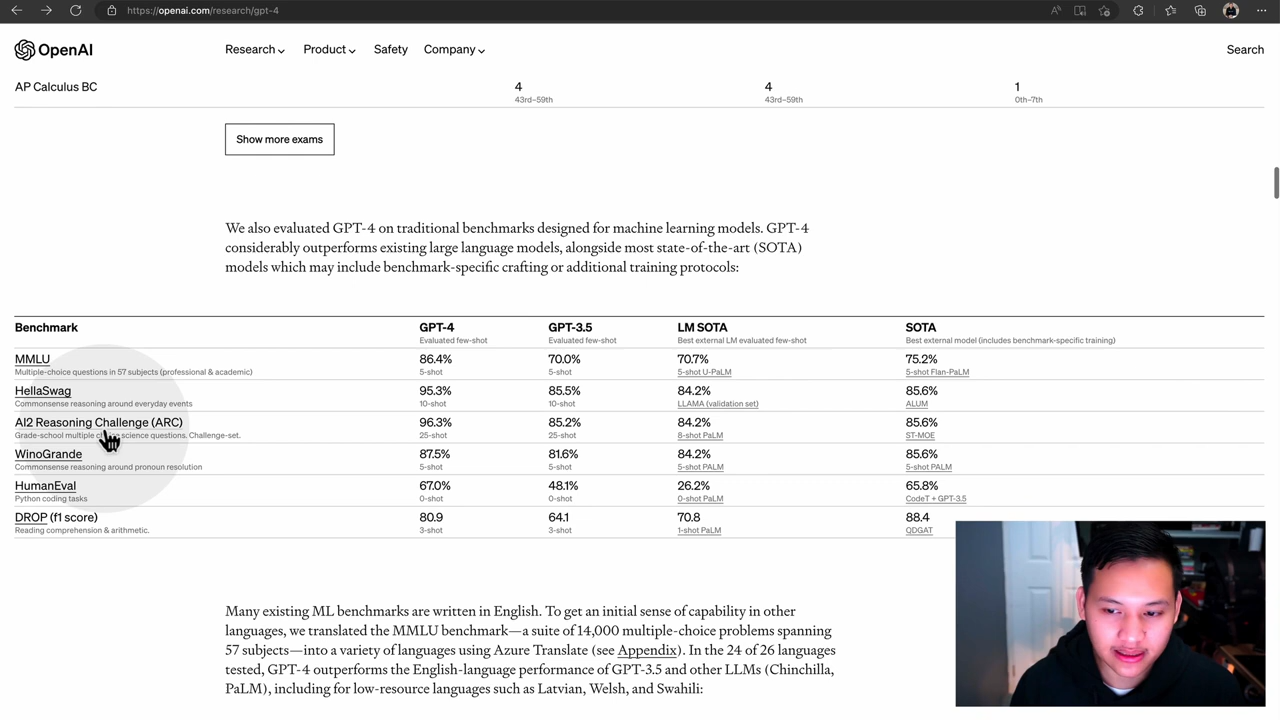 https://openai.com/research/gpt-4
OpenAI
Research
Product
Safety
Company
Search
AP Calculus BC
4
4
1
43rd–59th
43rd–59th
0th–7th
Show more exams
We also evaluated GPT-4 on traditional benchmarks designed for machine learning models. GPT-4
considerably outperforms existing large language models, alongside most state-of-the-art (SOTA)
models which may include benchmark-specific crafting or additional training protocols:
Benchmark
GPT-4
GPT-3.5
LM SOTA
SOTA
Evaluated few-shot
Evaluated few-shot
Best external LM evaluated few-shot
Best external model (includes benchmark-specific training)
MMLU
86.4%
70.0%
70.7%
75.2%
Multiple-choice questions in 57 subjects (professional & academic)
5-shot
5-shot
5-shot U-PaLM
5-shot Flan-PaLM
HellaSwag
95.3%
85.5%
84.2%
85.6%
Commonsense reasoning around everyday events
10-shot
10-shot
LLAMA (validation set)
ALUM
AI2 Reasoning Challenge (ARC)
96.3%
85.2%
84.2%
85.6%
Grade-school multiple science questions. Challenge-set.
25-shot
25-shot
8-shot PaLM
ST-MOE
WinoGrande
87.5%
81.6%
84.2%
85.6%
Commonsense reasoning around pronoun resolution
5-shot
5-shot
5-shot PALM
5-shot PALM
HumanEval
67.0%
48.1%
26.2%
65.8%
Python coding tasks
0-shot
0-shot
0-shot PaLM
CodeT + GPT-3.5
DROP (f1 score)
80.9
64.1
70.8
88.4
Reading comprehension & arithmetic.
3-shot
3-shot
1-shot PaLM
QDGAT
Many existing ML benchmarks are written in English. To get an initial sense of capability in other
languages, we translated the MMLU benchmark—a suite of 14,000 multiple-choice problems spanning
57 subjects—into a variety of languages using Azure Translate (see Appendix). In the 24 of 26 languages
tested, GPT-4 outperforms the English-language performance of GPT-3.5 and other LLMs (Chinchilla,
PaLM), including for low-resource languages such as Latvian, Welsh, and Swahili: